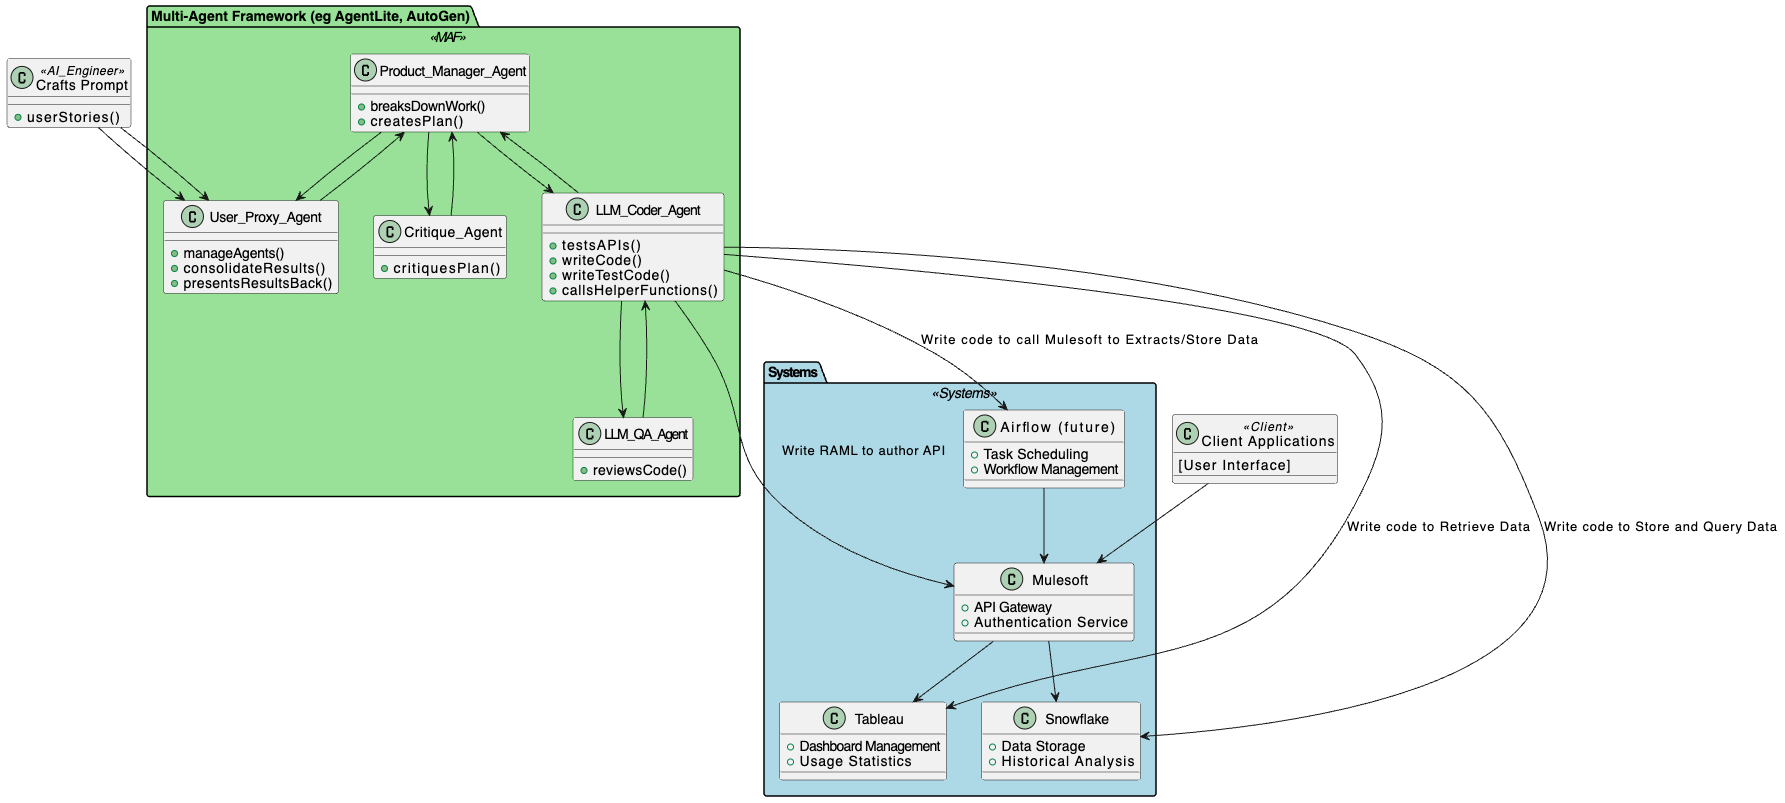 Multi-Agent Framework (eg AgentLite, AutoGen)
«MAF»
«AI_Engineer»
C Crafts Prompt
userStories()
C Product_Manager_Agent
breaksDownWork()
createsPlan()
C User_Proxy_Agent
manageAgents()
consolidateResults()
presentsResultsBack()
C Critique_Agent
critiquesPlan()
C LLM_Coder_Agent
testsAPIs()
writeCode()
writeTestCode()
callsHelperFunctions()
C LLM_QA_Agent
reviewsCode()
Write code to call Mulesoft to Extracts/Store Data
Write RAML to author API
Systems
«Systems»
C Airflow (future)
Task Scheduling
Workflow Management
«Client»
C Client Applications
[User Interface]
Write code to Retrieve Data
Write code to Store and Query Data
C Mulesoft
API Gateway
Authentication Service
C Tableau
Dashboard Management
Usage Statistics
C Snowflake
Data Storage
Historical Analysis